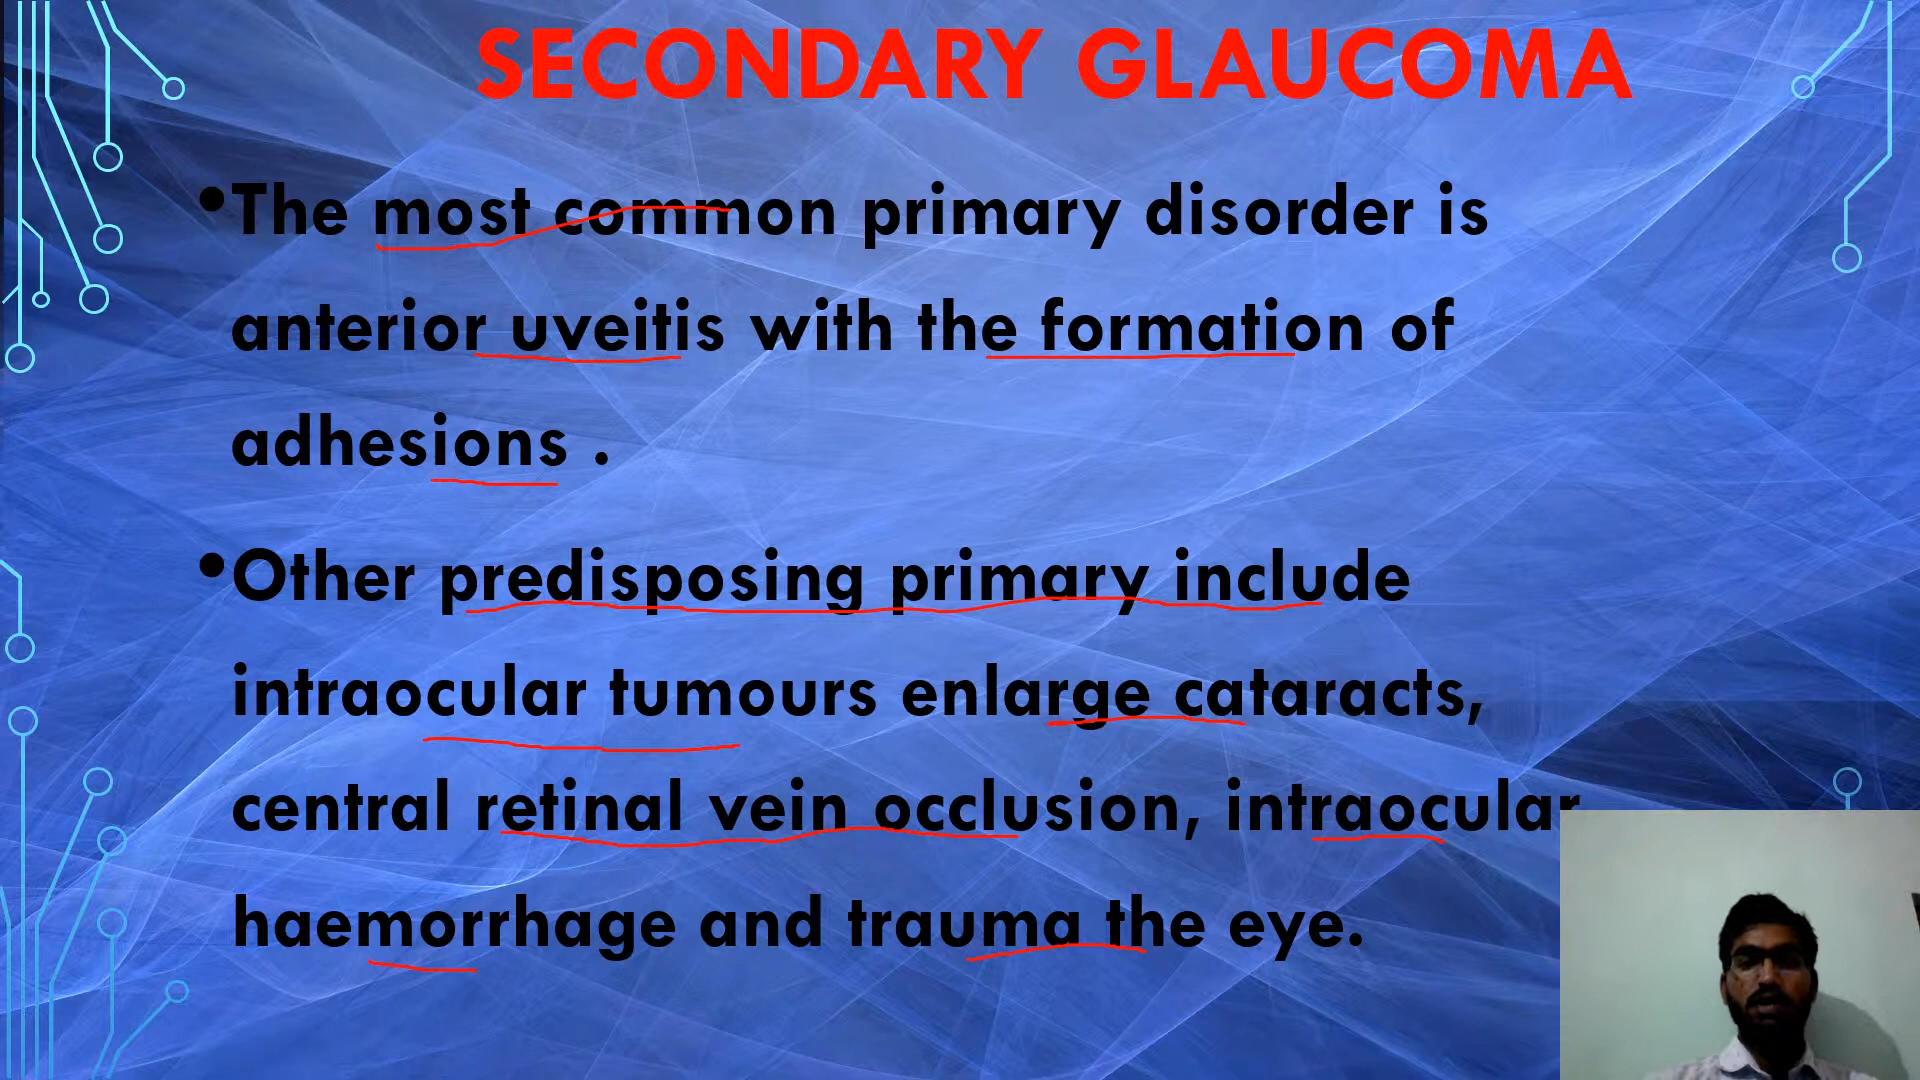 SECONDARY GLAUCOMA
•The most common primary disorder is
anterior uveitis with the formation of
adhesions .
•Other predisposing primary include
intraocular tumours enlarge cataracts,
central retinal vein occlusion, intraocular
haemorrhage and trauma the eye.